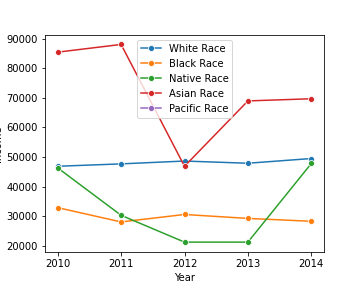 90000
80000
70000
60000
50000
40000
30000
20000
White Race
Black Race
Native Race
Asian Race
Pacific Race
2010 2011 2012 2013 2014
Year